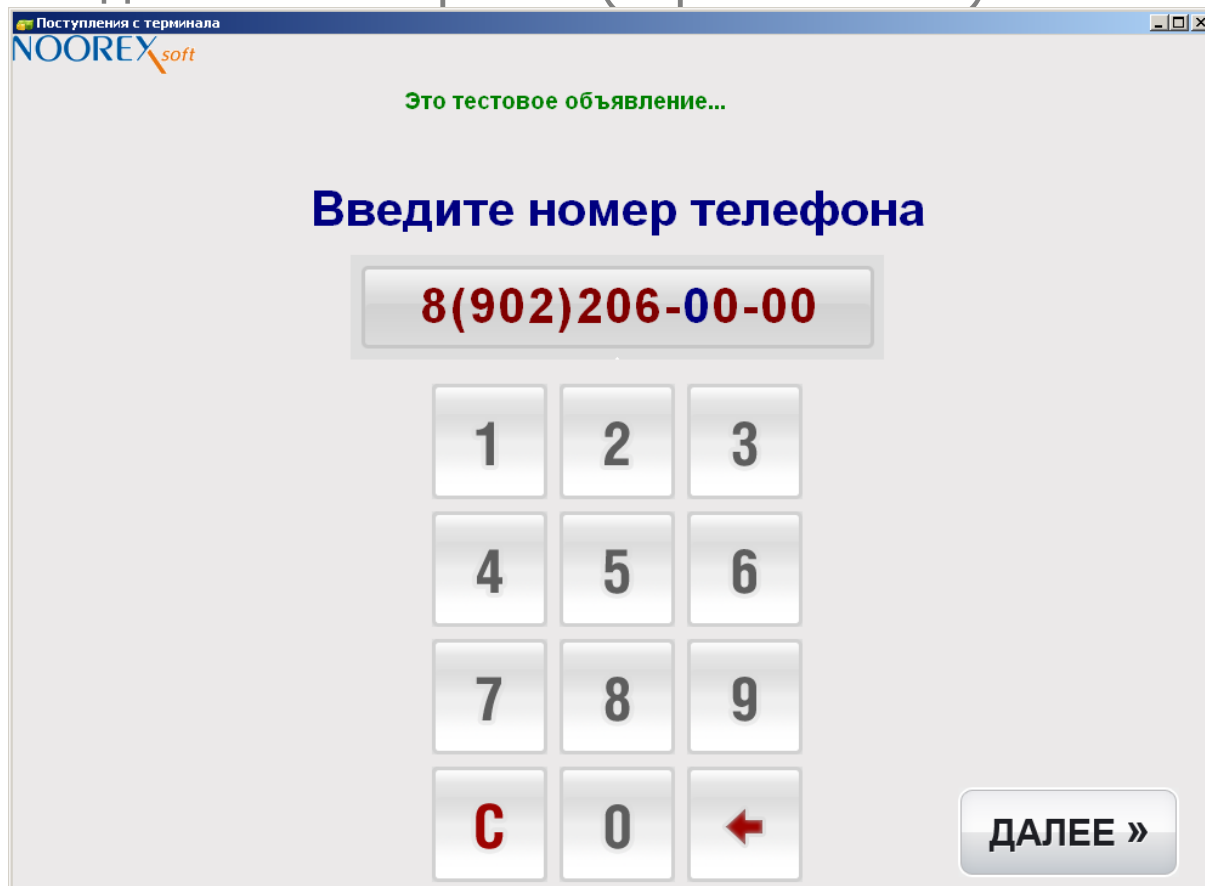 Поступления с терминала
NOOREX soft
Это тестовое объявление...
Введите номер телефона
8(902)206-00-00
1 2 3
4 5 6
7 8 9
C 0
ДАЛЕЕ »